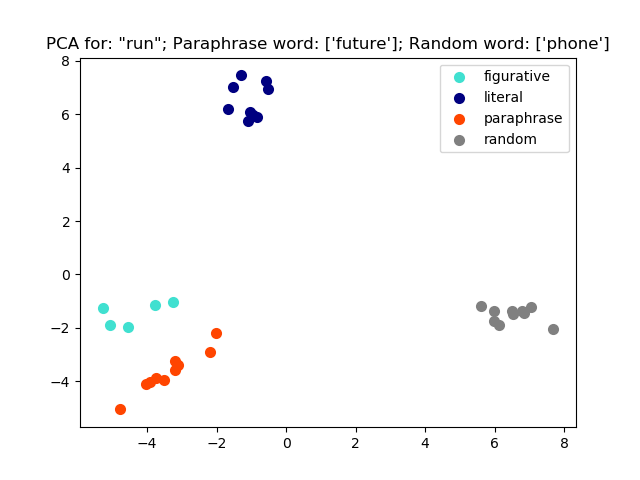 PCA for: "run"; Paraphrase word: ['future']; Random word: ['phone']
figurative
literal
paraphrase
random
8
6
4
2
0
−2
−4
−4
−2
0
2
4
6
8